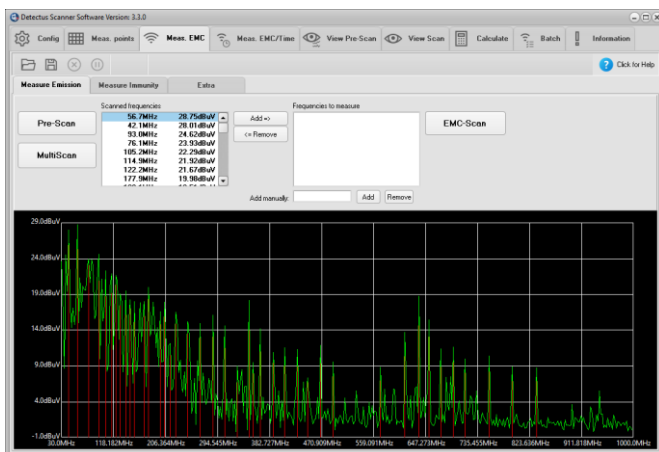 Detectus Scanner Software Version: 3.3.0
Config Meas. points Meas. EMC Meas. EMC/Time View Pre-Scan View Scan Calculate Batch Information
Click for Help
Measure Emission Measure Immunity Extra
Scanned frequencies Frequencies to measure
Pre-Scan
MultiScan
56.7MHz 28.75dBuV
42.1MHz 28.01dBuV
93.0MHz 24.62dBuV
76.1MHz 23.93dBuV
105.2MHz 22.29dBuV
114.9MHz 21.92dBuV
122.2MHz 21.67dBuV
177.9MHz 19.98dBuV
Add =>
<= Remove
EMC-Scan
Add manually: Add Remove
29.0dBuV
24.0dBuV
19.0dBuV
14.0dBuV
9.0dBuV
4.0dBuV
-1.0dBuV
30.0MHz 118.182MHz 206.364MHz 294.545MHz 382.727MHz 470.909MHz 559.091MHz 647.273MHz 735.455MHz 823.636MHz 911.818MHz 1000.0MHz